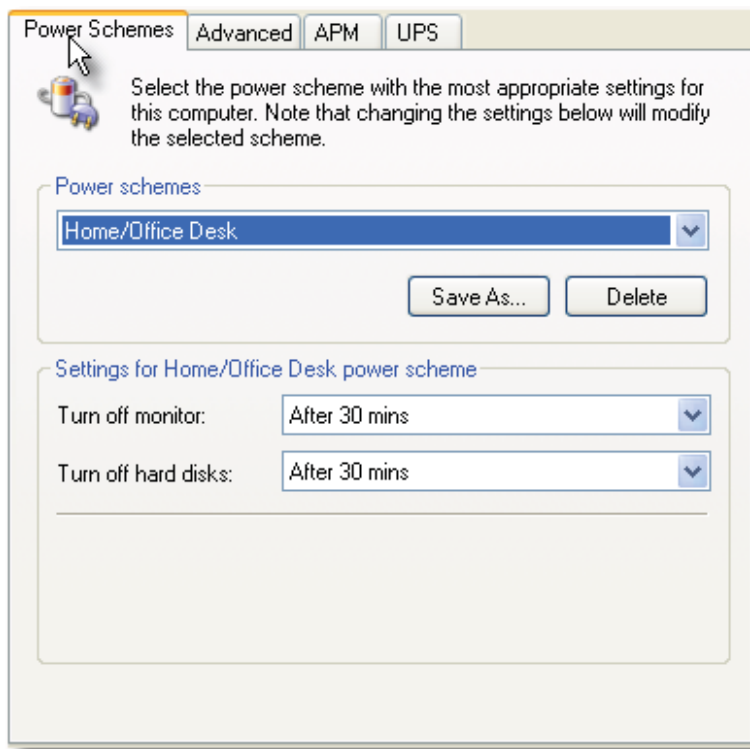 Power Schemes Advanced APM UPS
Select the power scheme with the most appropriate settings for
this computer. Note that changing the settings below will modify
the selected scheme.
Power schemes
Home/Office Desk
Save As... Delete
Settings for Home/Office Desk power scheme
Turn off monitor: After 30 mins
Turn off hard disks: After 30 mins